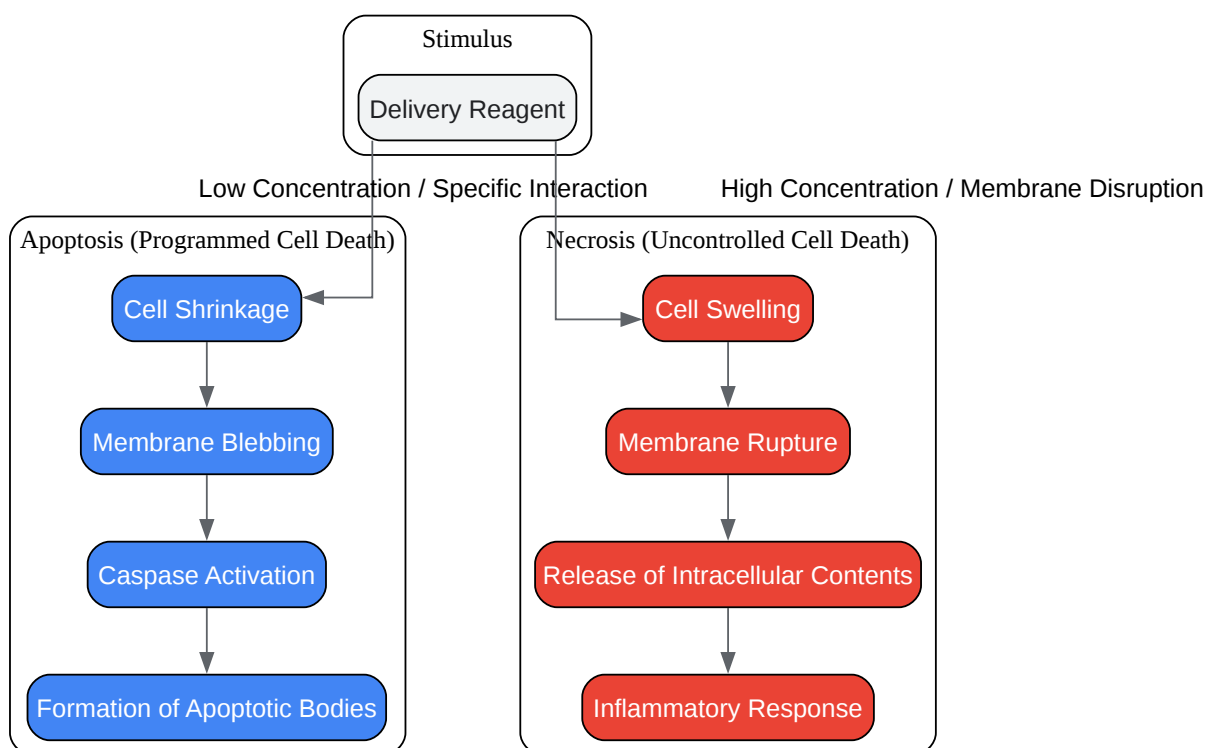 Stimulus
Delivery Reagent
Low Concentration / Specific Interaction
High Concentration / Membrane Disruption
Apoptosis (Programmed Cell Death)
Cell Shrinkage
Membrane Blebbing
Caspase Activation
Formation of Apoptotic Bodies
Necrosis (Uncontrolled Cell Death)
Cell Swelling
Membrane Rupture
Release of Intracellular Contents
Inflammatory Response